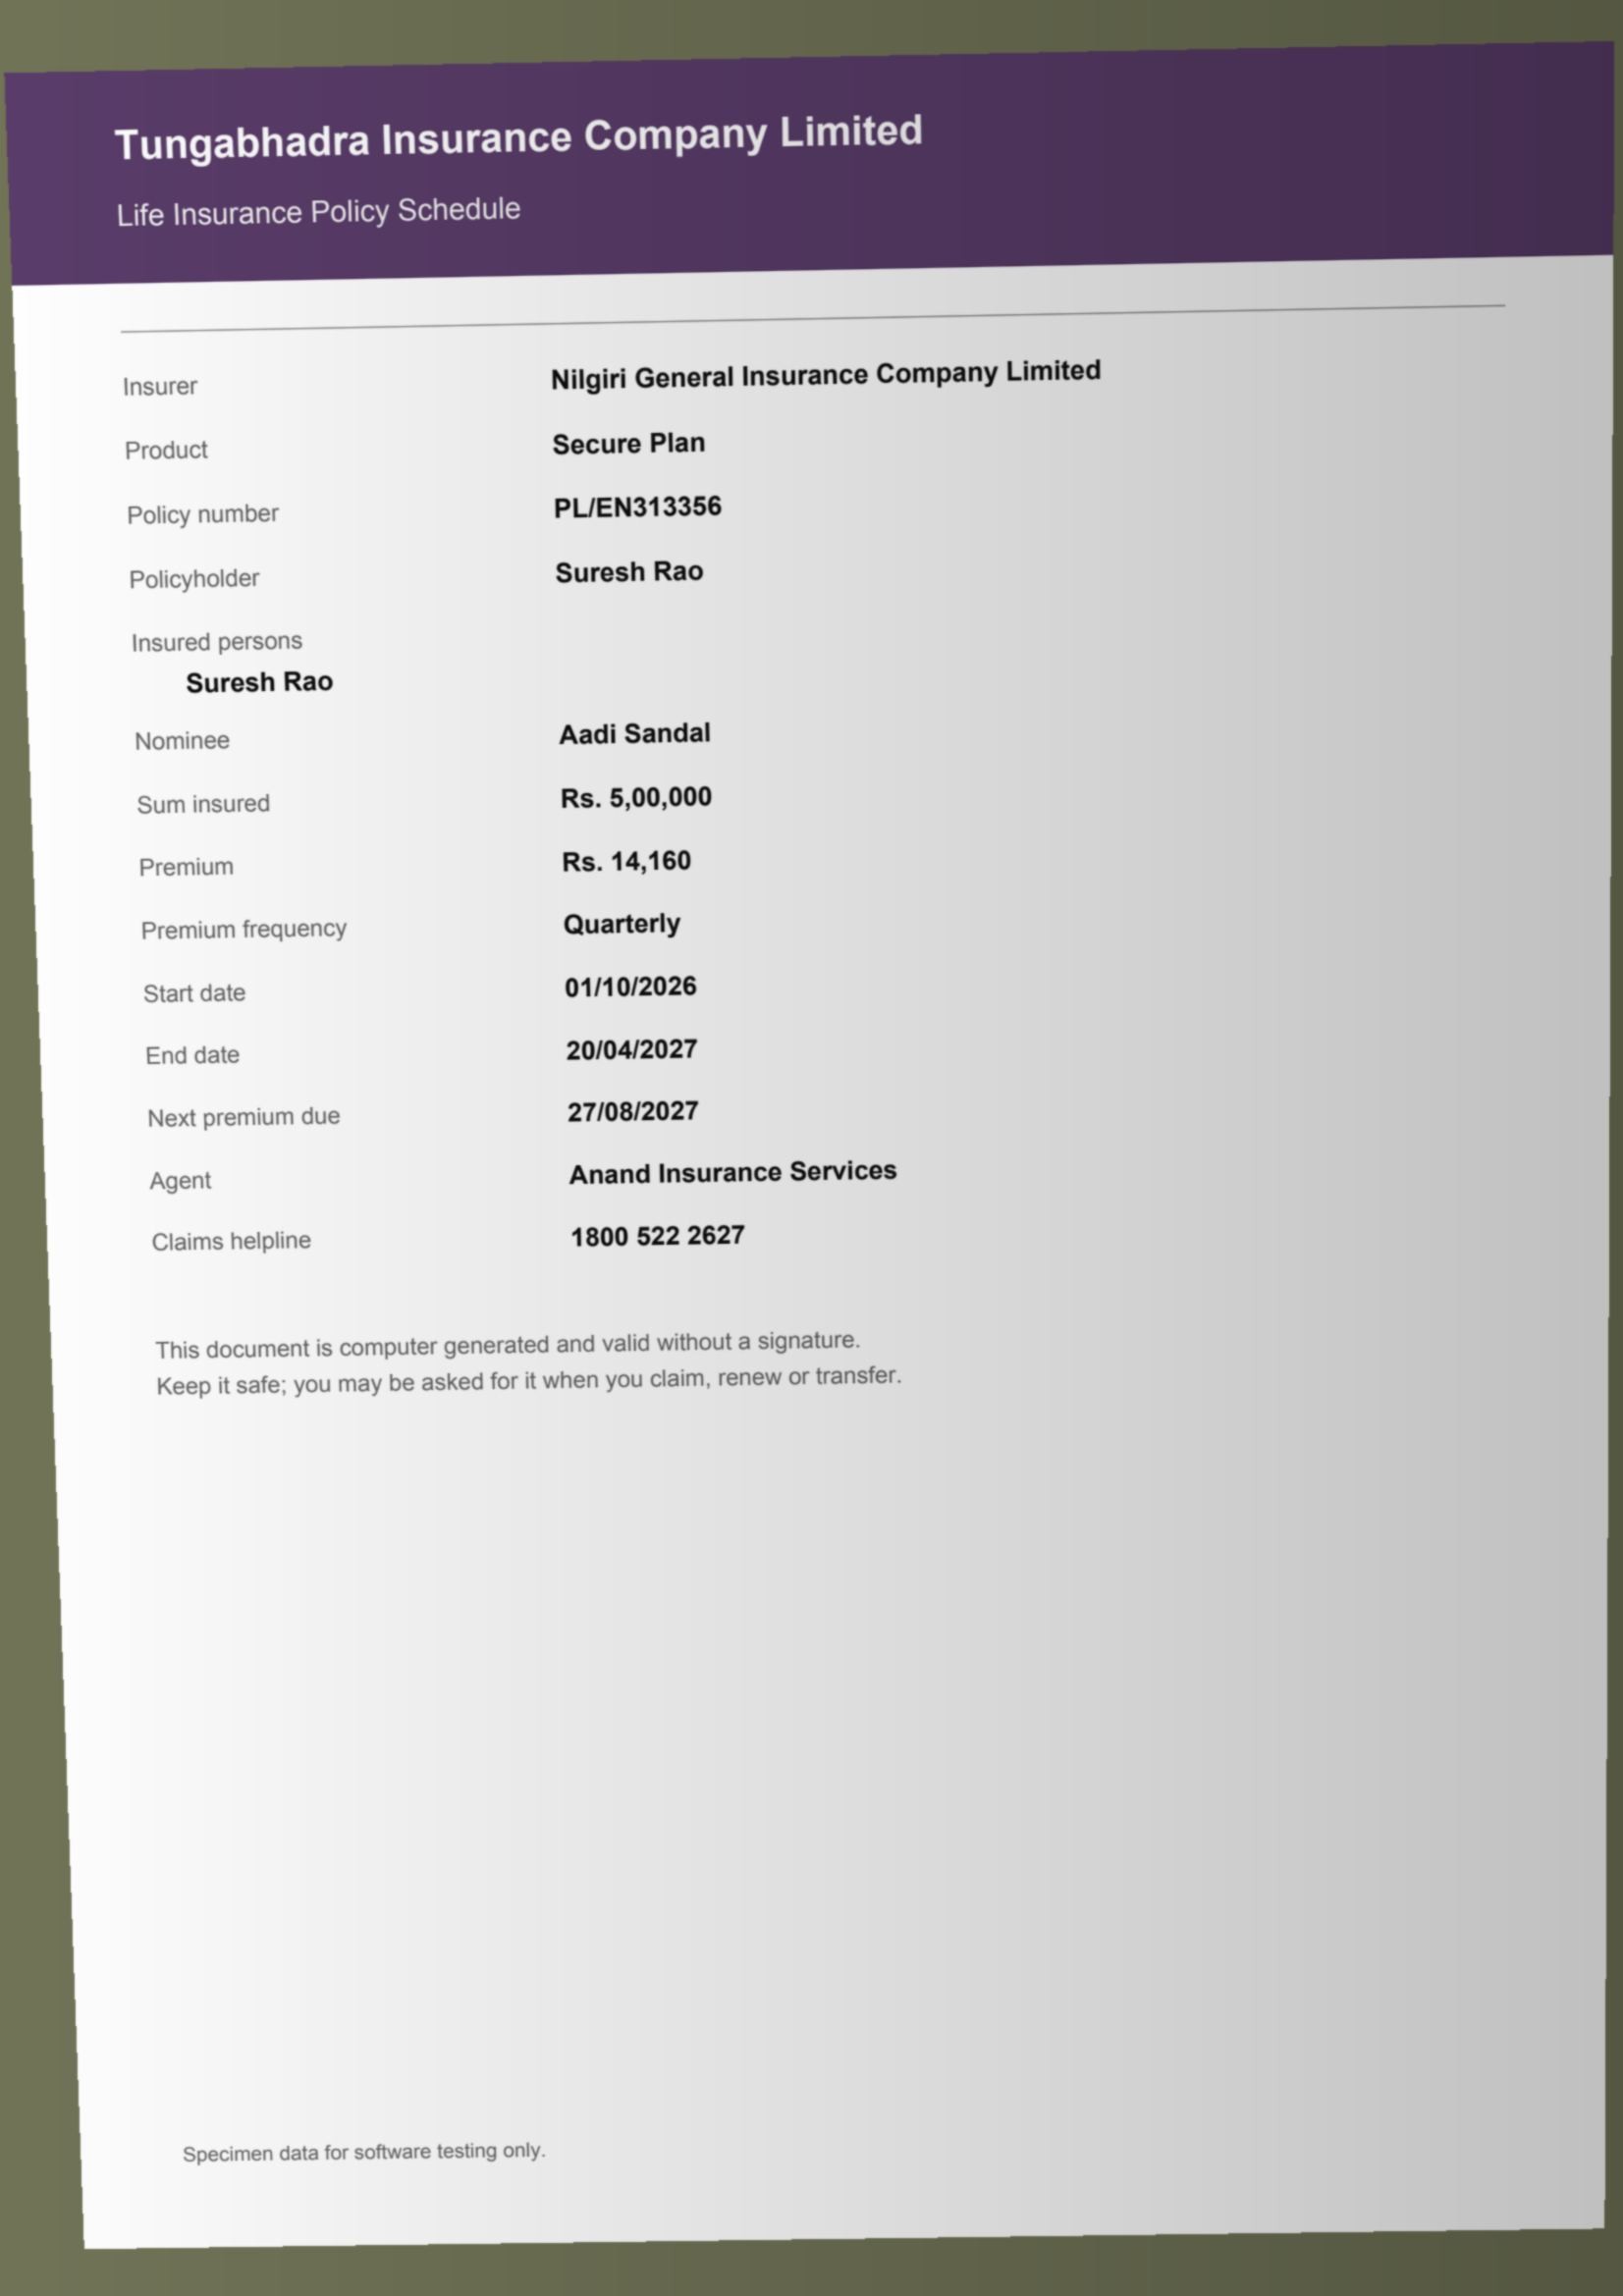 Tungabhadra Insurance Company Limited
Life Insurance Policy Schedule
Insurer Nilgiri General Insurance Company Limited
Product Secure Plan
Policy number PL/EN313356
Policyholder Suresh Rao
Insured persons
Suresh Rao
Nominee Aadi Sandal
Sum insured Rs. 5,00,000
Premium Rs. 14,160
Premium frequency Quarterly
Start date 01/10/2026
End date 20/04/2027
Next premium due 27/08/2027
Agent Anand Insurance Services
Claims helpline 1800 522 2627
This document is computer generated and valid without a signature.
Keep it safe; you may be asked for it when you claim, renew or transfer.
Specimen data for software testing only.